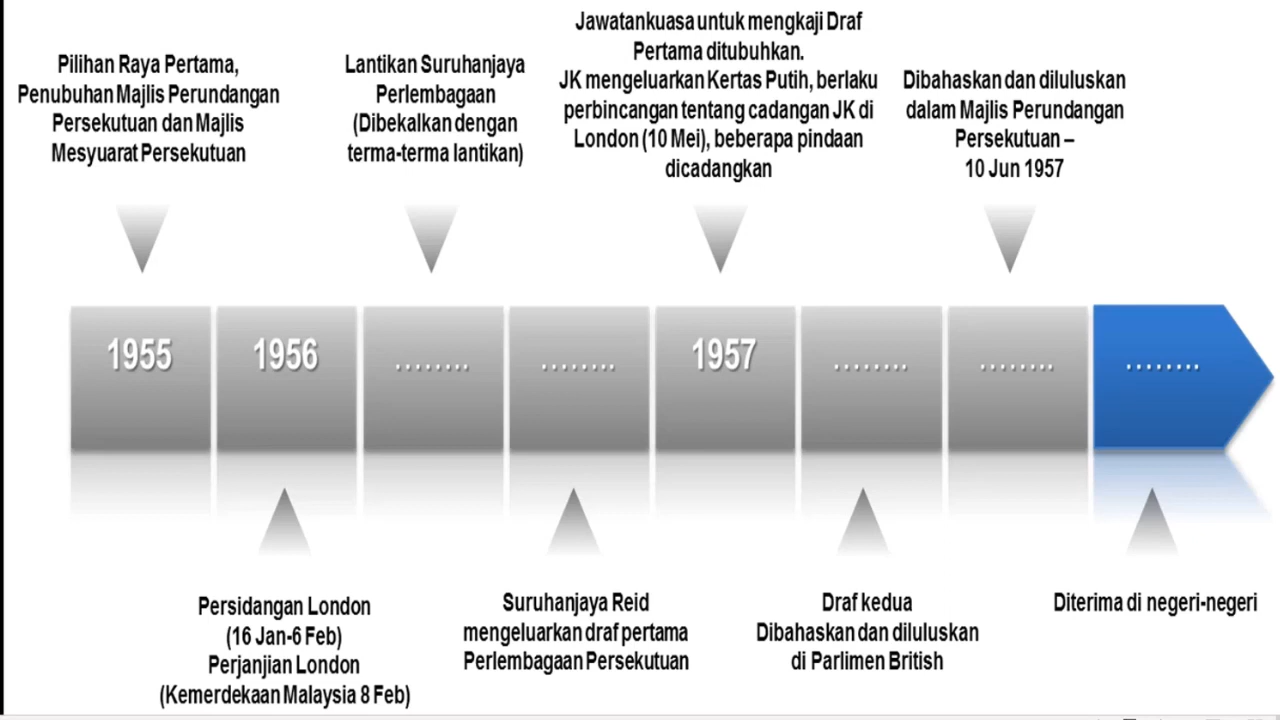 Pilihan Raya Pertama,
Penubuhan Majlis Perundangan
Persekutuan dan Majlis
Mesyuarat Persekutuan
Lantikan Suruhanjaya
Perlembagaan
(Dibekalkan dengan
terma-terma lantikan)
Jawatankuasa untuk mengkaji Draf
Pertama ditubuhkan.
JK mengeluarkan Kertas Putih, berlaku
perbincangan tentang cadangan JK di
London (10 Mei), beberapa pindaan
dicadangkan
Dibahaskan dan diluluskan
dalam Majlis Perundangan
Persekutuan –
10 Jun 1957
1955
1956
........
........
1957
........
........
........
Persidangan London
(16 Jan-6 Feb)
Perjanjian London
(Kemerdekaan Malaysia 8 Feb)
Suruhanjaya Reid
mengeluarkan draf pertama
Perlembagaan Persekutuan
Draf kedua
Dibahaskan dan diluluskan
di Parlimen British
Diterima di negeri-negeri